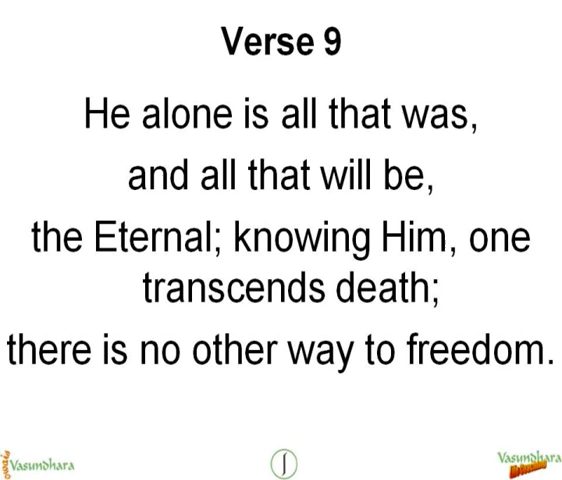 Verse 9
He alone is all that was,
and all that will be,
the Eternal; knowing Him, one
transcends death;
there is no other way to freedom.
Vasundhara
Vasundhara